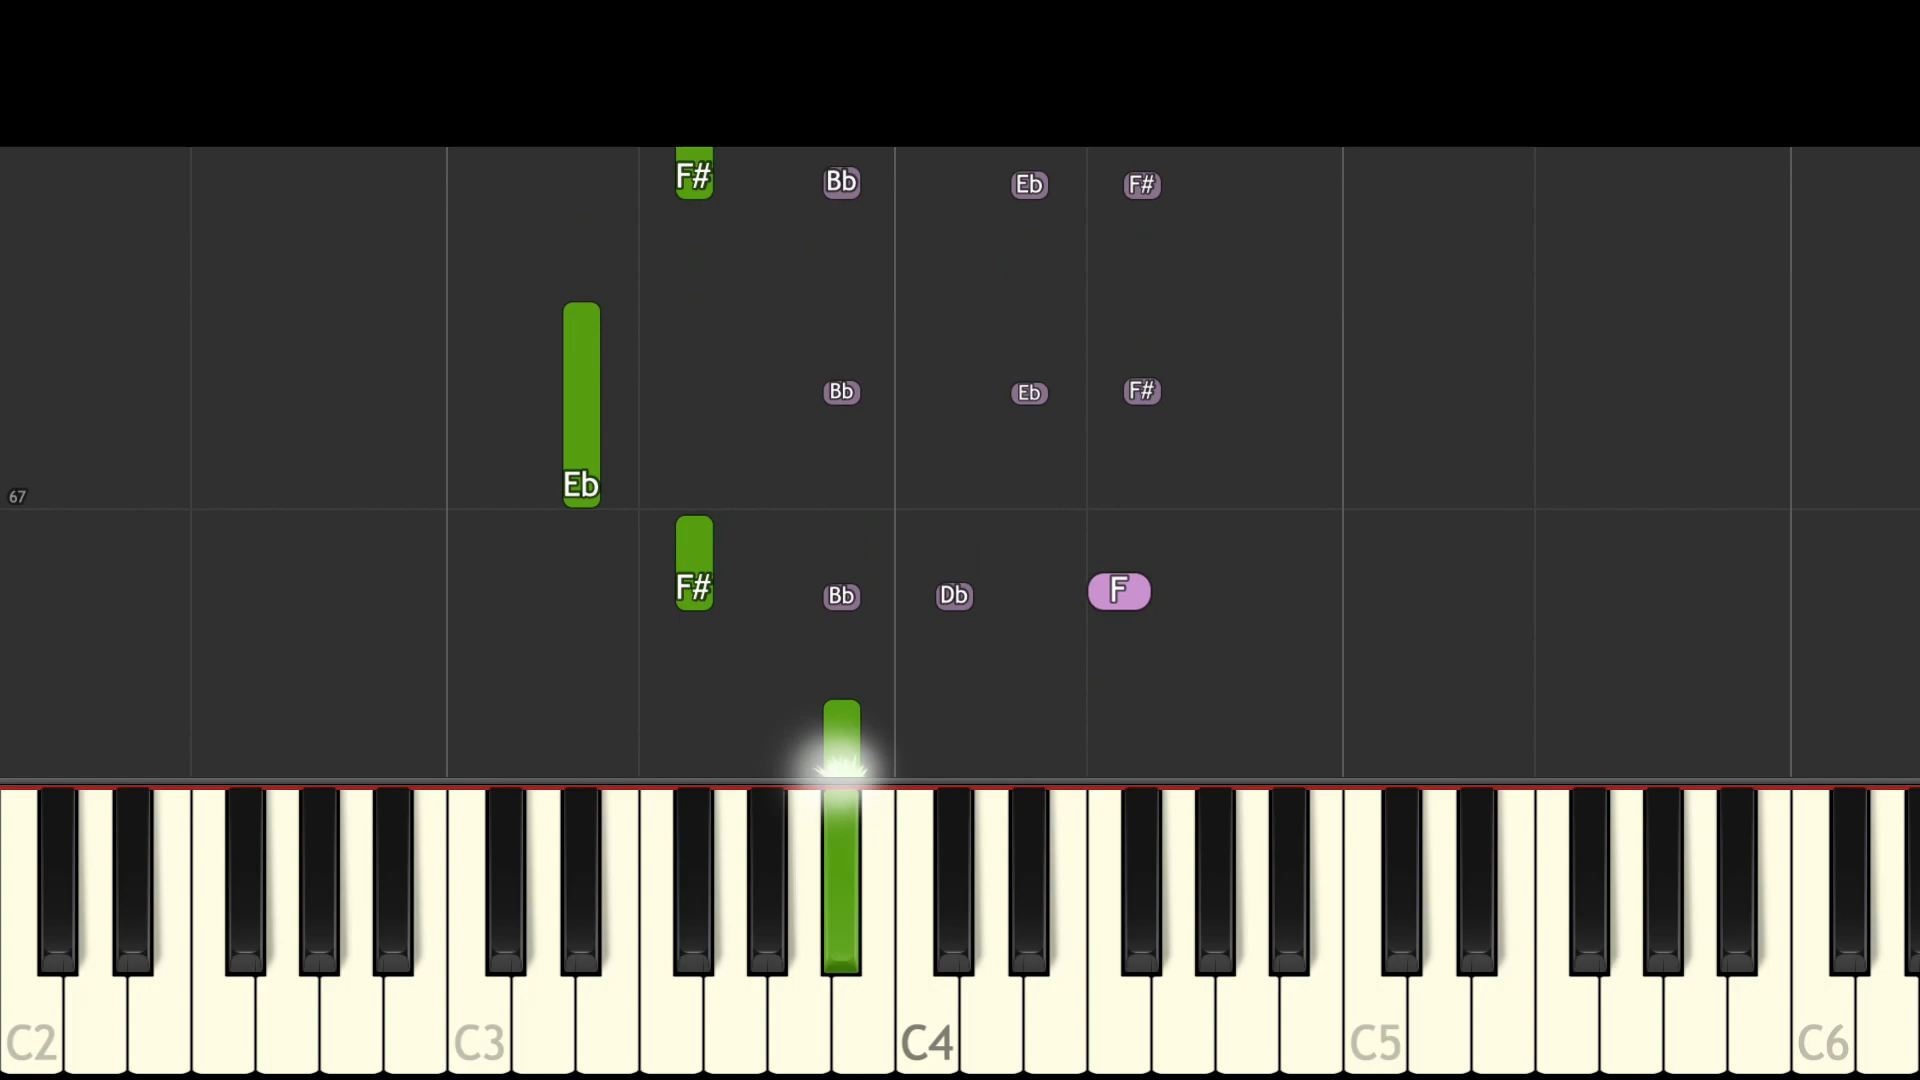 F# Bb Eb F#
Bb Eb F#
Eb
67
F# Bb Db F
C2 C3 C4 C5 C6